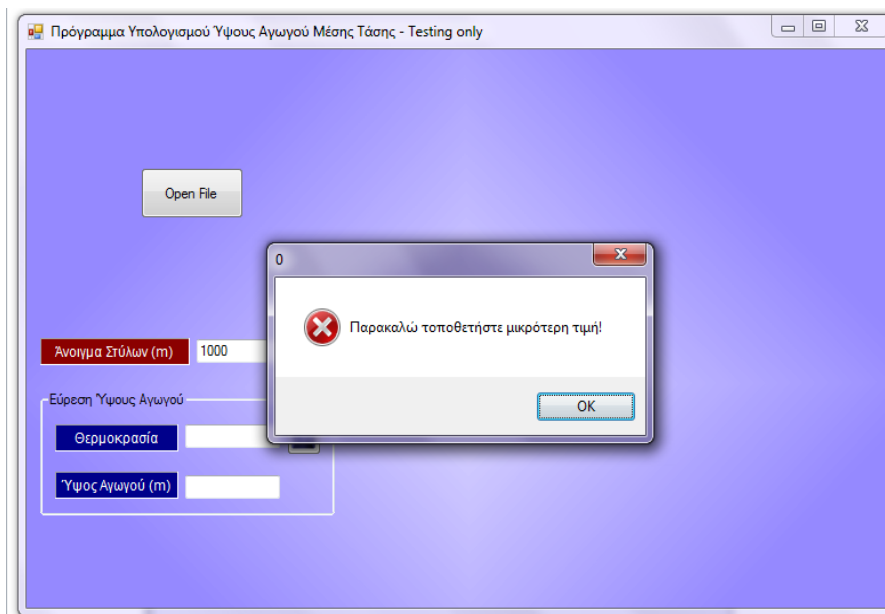 Πρόγραμμα Υπολογισμού Ύψους Αγωγού Μέσης Τάσης - Testing only
Open File
0
Παρακαλώ τοποθετήστε μικρότερη τιμή!
OK
Άνοιγμα Στύλων (m) 1000
Εύρεση Ύψους Αγωγού
Θερμοκρασία
Ύψος Αγωγού (m)